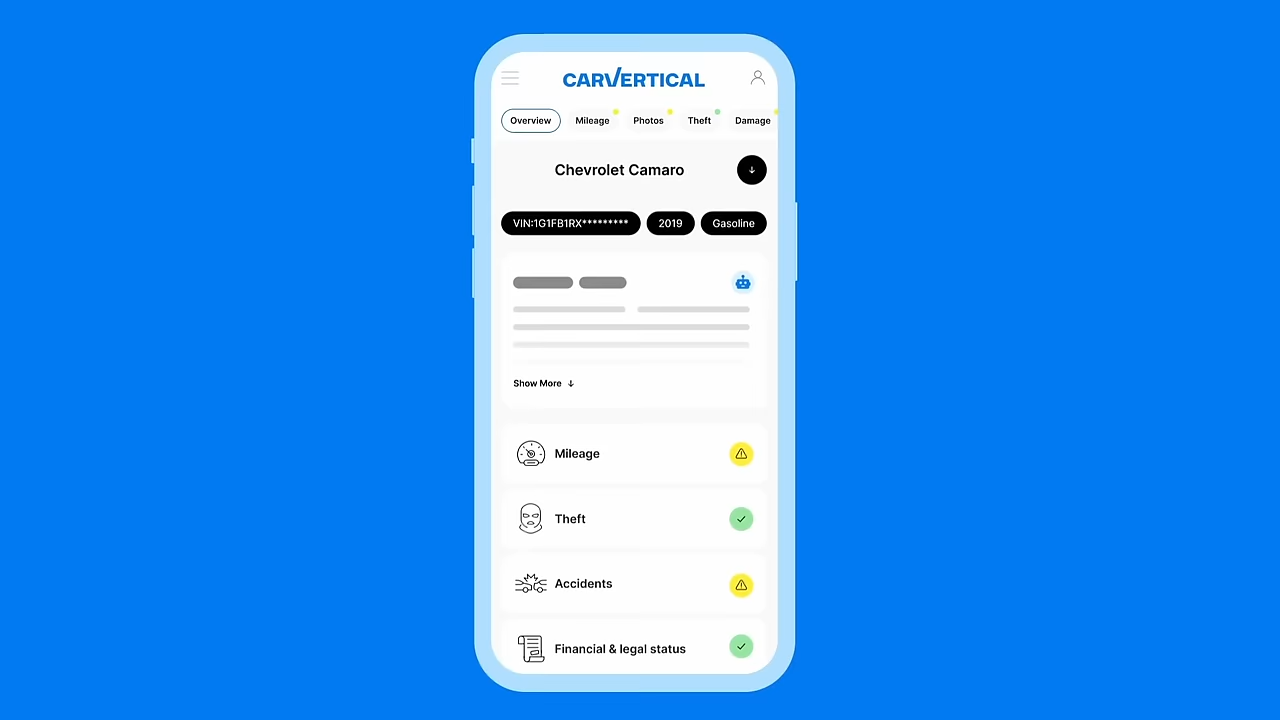 CARVERTICAL
Overview Mileage Photos Theft Damage
Chevrolet Camaro
VIN:1G1FB1RX********* 2019 Gasoline
Show More ↓
Mileage
Theft
Accidents
Financial & legal status